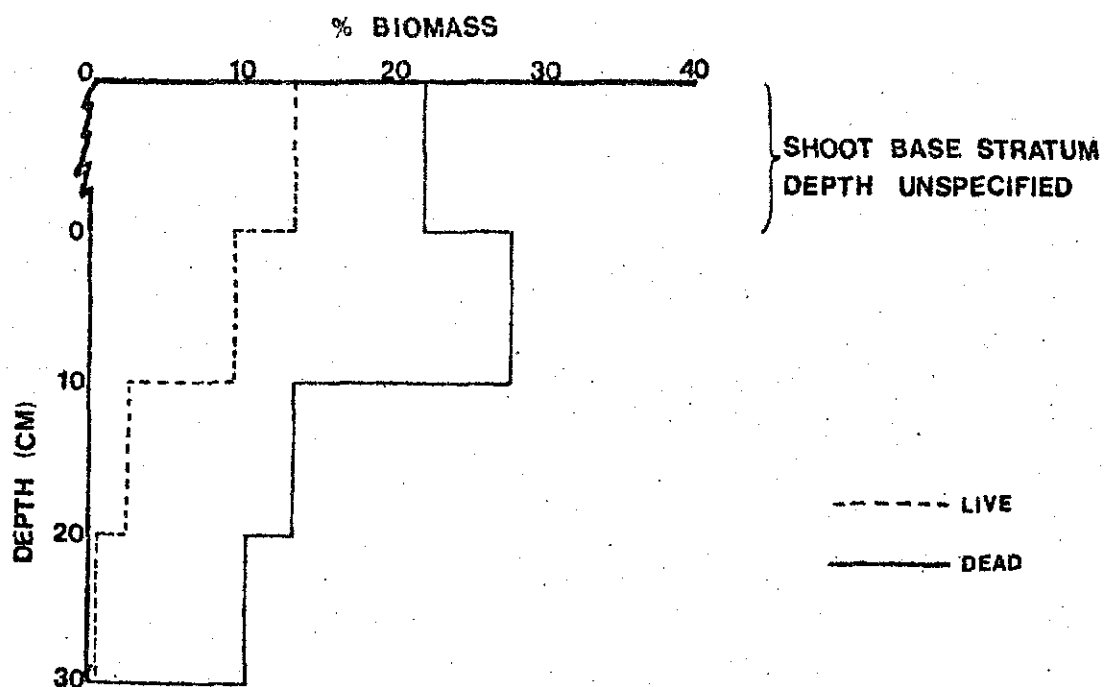 % BIOMASS
0 10 20 30 40
SHOOT BASE STRATUM
DEPTH UNSPECIFIED
0
10
20
30
DEPTH (CM)
LIVE
DEAD